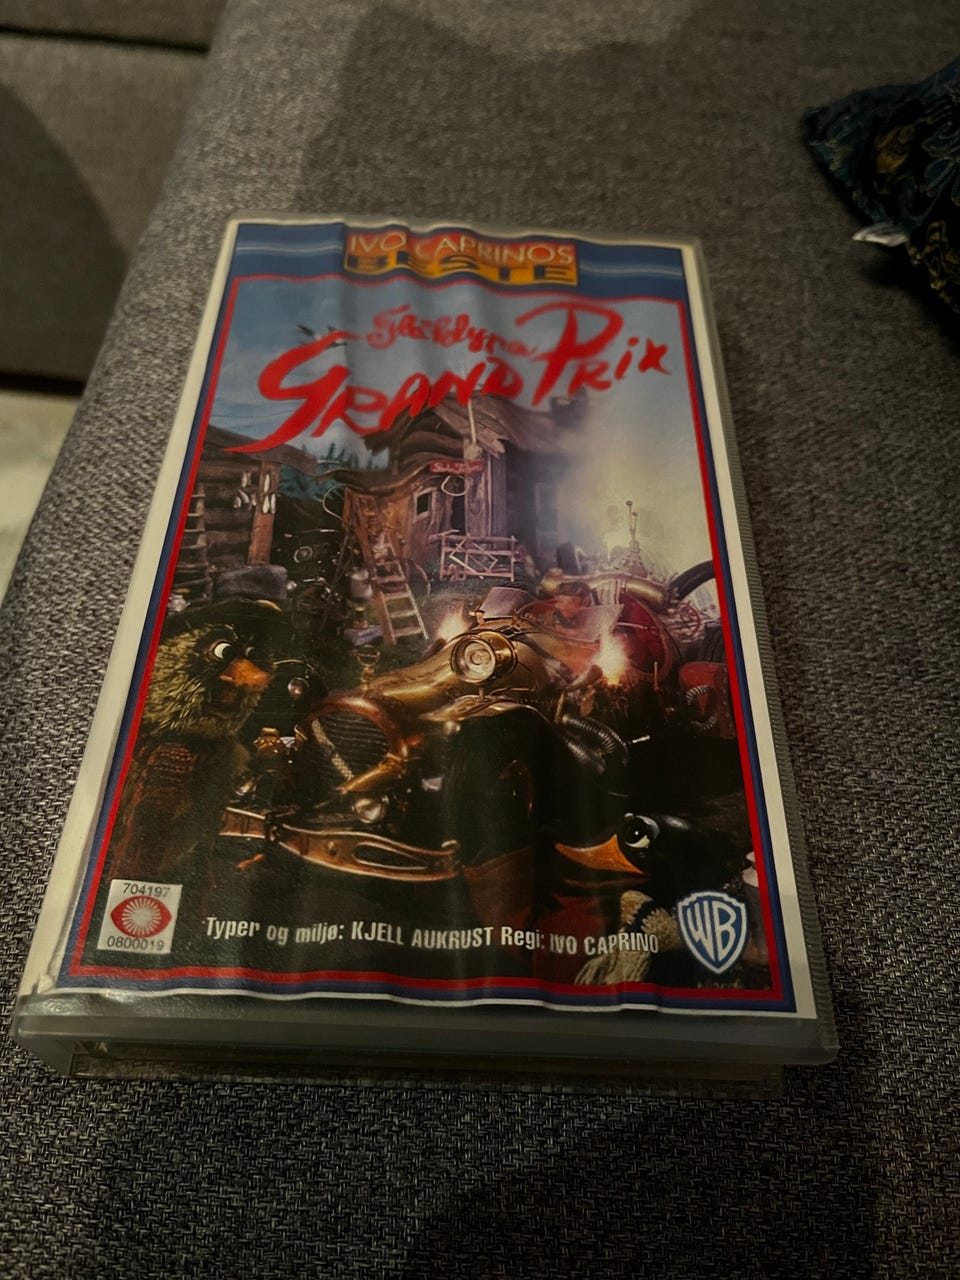 IVO CAPRINOS
BESTE
Flåklypa
GRAND PRIX
704197
0800019
Typer og miljø: KJELL AUKRUST Regi: IVO CAPRINO
WB